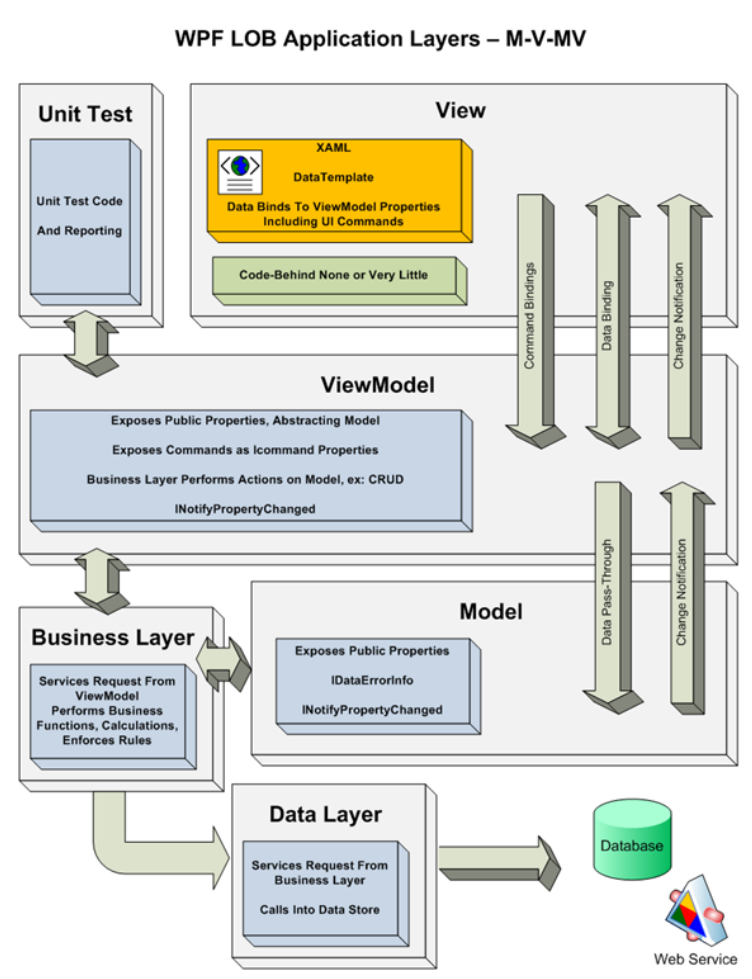 WPF LOB Application Layers – M-V-MV
Unit Test
Unit Test Code
And Reporting
View
XAML
DataTemplate
Data Binds To ViewModel Properties
Including UI Commands
Code-Behind None or Very Little
Command Bindings
Data Binding
Change Notification
ViewModel
Exposes Public Properties, Abstracting Model
Exposes Commands as Icommand Properties
Business Layer Performs Actions on Model, ex: CRUD
INotifyPropertyChanged
Data Pass-Through
Change Notification
Business Layer
Services Request From
ViewModel
Performs Business
Functions, Calculations,
Enforces Rules
Model
Exposes Public Properties
IDataErrorInfo
INotifyPropertyChanged
Data Layer
Services Request From
Business Layer
Calls Into Data Store
Database
Web Service